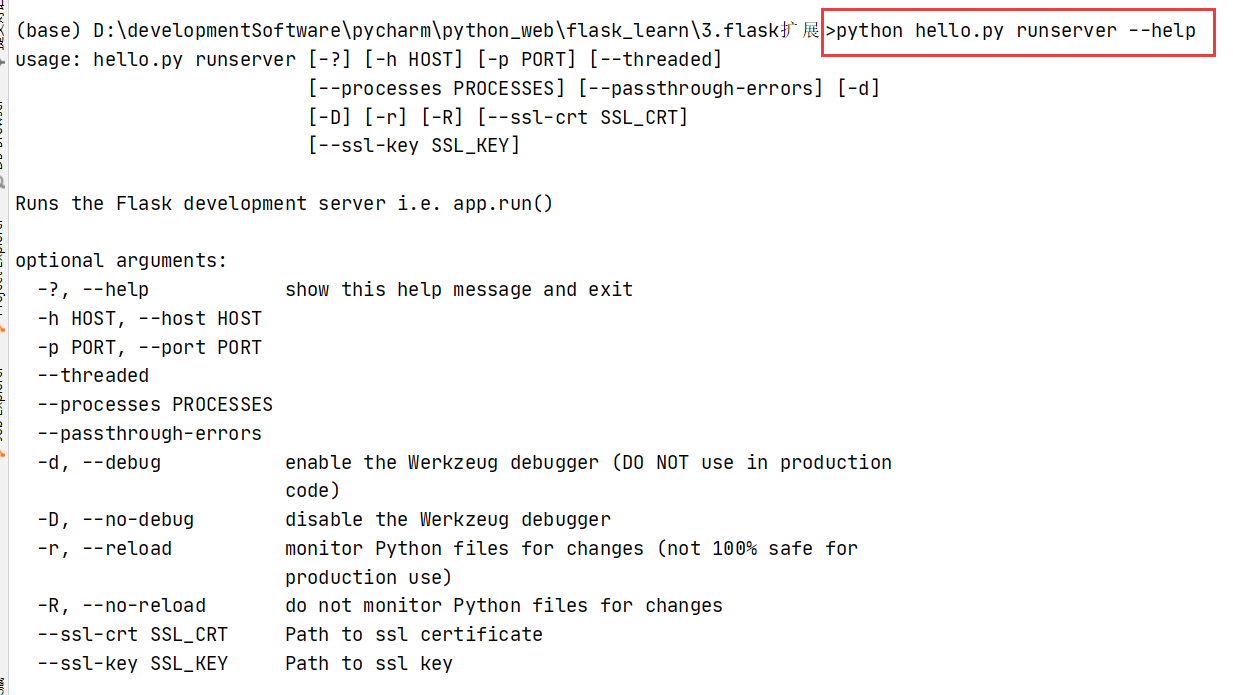 (base) D:\developmentSoftware\pycharm\python_web\flask_learn\3.flask扩展>python hello.py runserver --help
usage: hello.py runserver [-?] [-h HOST] [-p PORT] [--threaded]
[--processes PROCESSES] [--passthrough-errors] [-d]
[-D] [-r] [-R] [--ssl-crt SSL_CRT]
[--ssl-key SSL_KEY]
Runs the Flask development server i.e. app.run()
optional arguments:
-?, --help show this help message and exit
-h HOST, --host HOST
-p PORT, --port PORT
--threaded
--processes PROCESSES
--passthrough-errors
-d, --debug enable the Werkzeug debugger (DO NOT use in production
code)
-D, --no-debug disable the Werkzeug debugger
-r, --reload monitor Python files for changes (not 100% safe for
production use)
-R, --no-reload do not monitor Python files for changes
--ssl-crt SSL_CRT Path to ssl certificate
--ssl-key SSL_KEY Path to ssl key